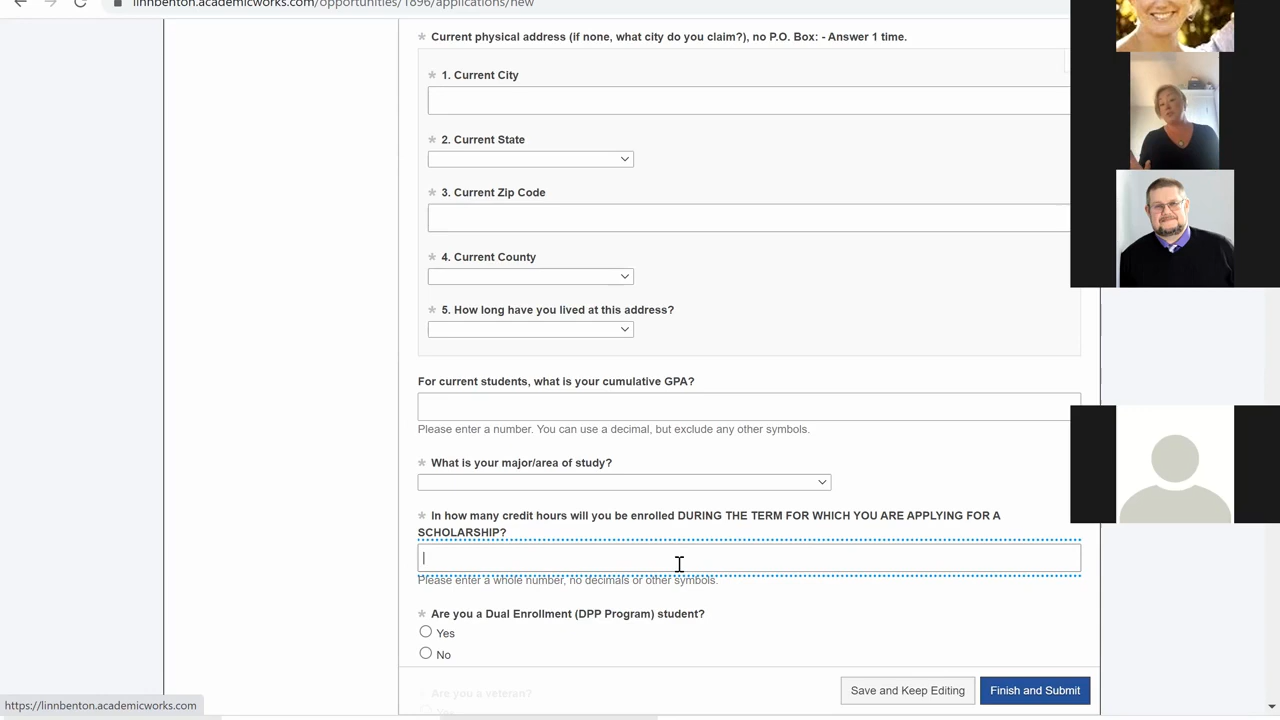 linnbenton.academicworks.com/opportunities/1896/applications/new
* Current physical address (if none, what city do you claim?), no P.O. Box: - Answer 1 time.
* 1. Current City
* 2. Current State
* 3. Current Zip Code
* 4. Current County
* 5. How long have you lived at this address?
For current students, what is your cumulative GPA?
Please enter a number. You can use a decimal, but exclude any other symbols.
* What is your major/area of study?
* In how many credit hours will you be enrolled DURING THE TERM FOR WHICH YOU ARE APPLYING FOR A
SCHOLARSHIP?
Please enter a whole number, no decimals or other symbols.
* Are you a Dual Enrollment (DPP Program) student?
Yes
No
* Are you a veteran?
Save and Keep Editing
Finish and Submit
https://linnbenton.academicworks.com